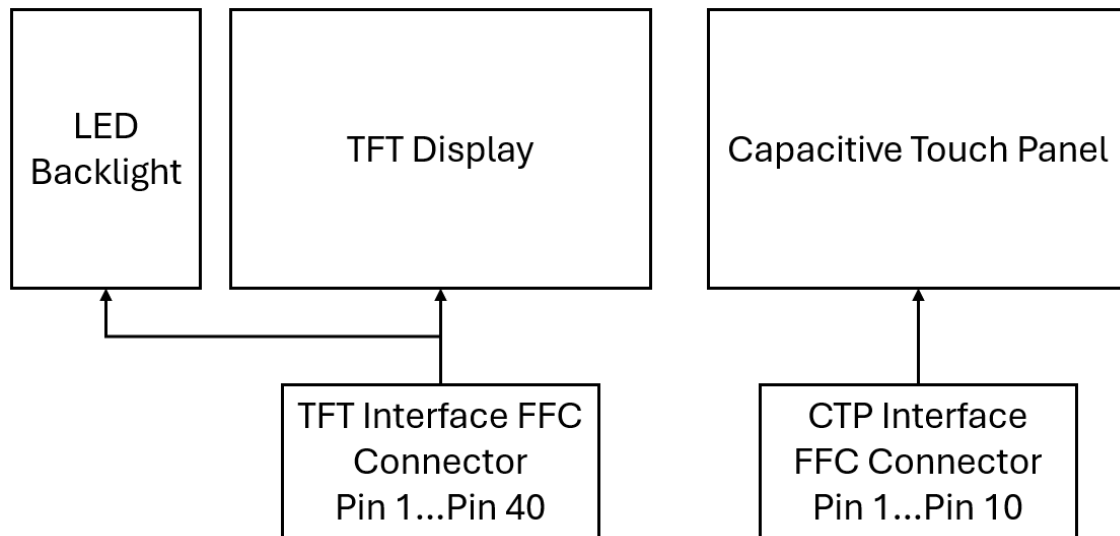 LED
Backlight
TFT Display
Capacitive Touch Panel
TFT Interface FFC
Connector
Pin 1...Pin 40
CTP Interface
FFC Connector
Pin 1...Pin 10